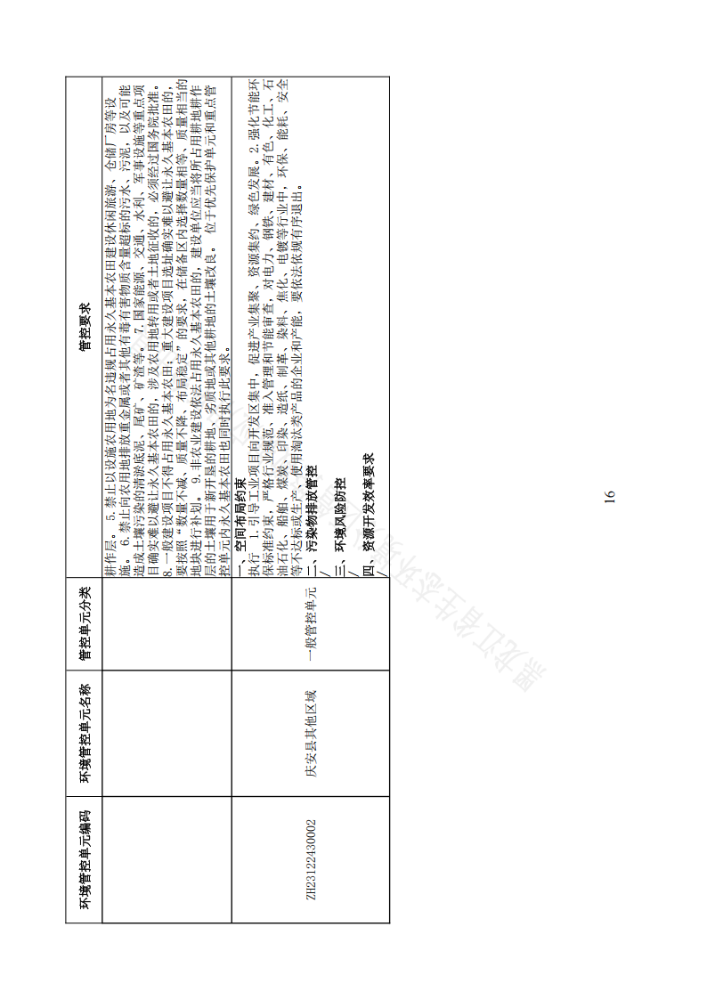 环境管控单元编码 环境管控单元名称 管控单元分类 管控要求
耕作层。 5.禁止以设施农用地为名违规占用永久基本农田建设休闲旅游、仓储厂房等设
施。 6.禁止向农用地排放重金属或者其他有毒有害物质含量超标的污水、污泥，以及可能
造成土壤污染的清淤底泥、尾矿、矿渣等。 7.国家能源、交通、水利、军事设施等重点项
目确实难以避让永久基本农田的，涉及农用地转用或者土地征收的，必须经过国务院批准。
8.一般建设项目不得占用永久基本农田；重大建设项目选址确实难以避让永久基本农田的，
要按照“数量不减、质量不降、布局稳定”的要求，在储备区内选择数量相等、质量相当的
地块进行补划。 9.非农业建设依法占用永久基本农田的，建设单位应当将所占用耕地耕作
层的土壤用于新开垦的耕地、劣质地或其他耕地的土壤改良。 位于优先保护单元和重点管
控单元内永久基本农田也同时执行此要求。
ZH23122430002 庆安县其他区域 一般管控单元
一、空间布局约束
执行 1.引导工业项目向开发区集中，促进产业集聚、资源集约、绿色发展。2.强化节能环
保标准约束，严格行业规范、准入管理和节能审查，对电力、钢铁、建材、有色、化工、石
油石化、船舶、煤炭、印染、造纸、制革、染料、焦化、电镀等行业中，环保、能耗、安全
等不达标或生产、使用淘汰类产品的企业和产能，要依法依规有序退出。
二、污染物排放管控
/
三、环境风险防控
/
四、资源开发效率要求
/
16